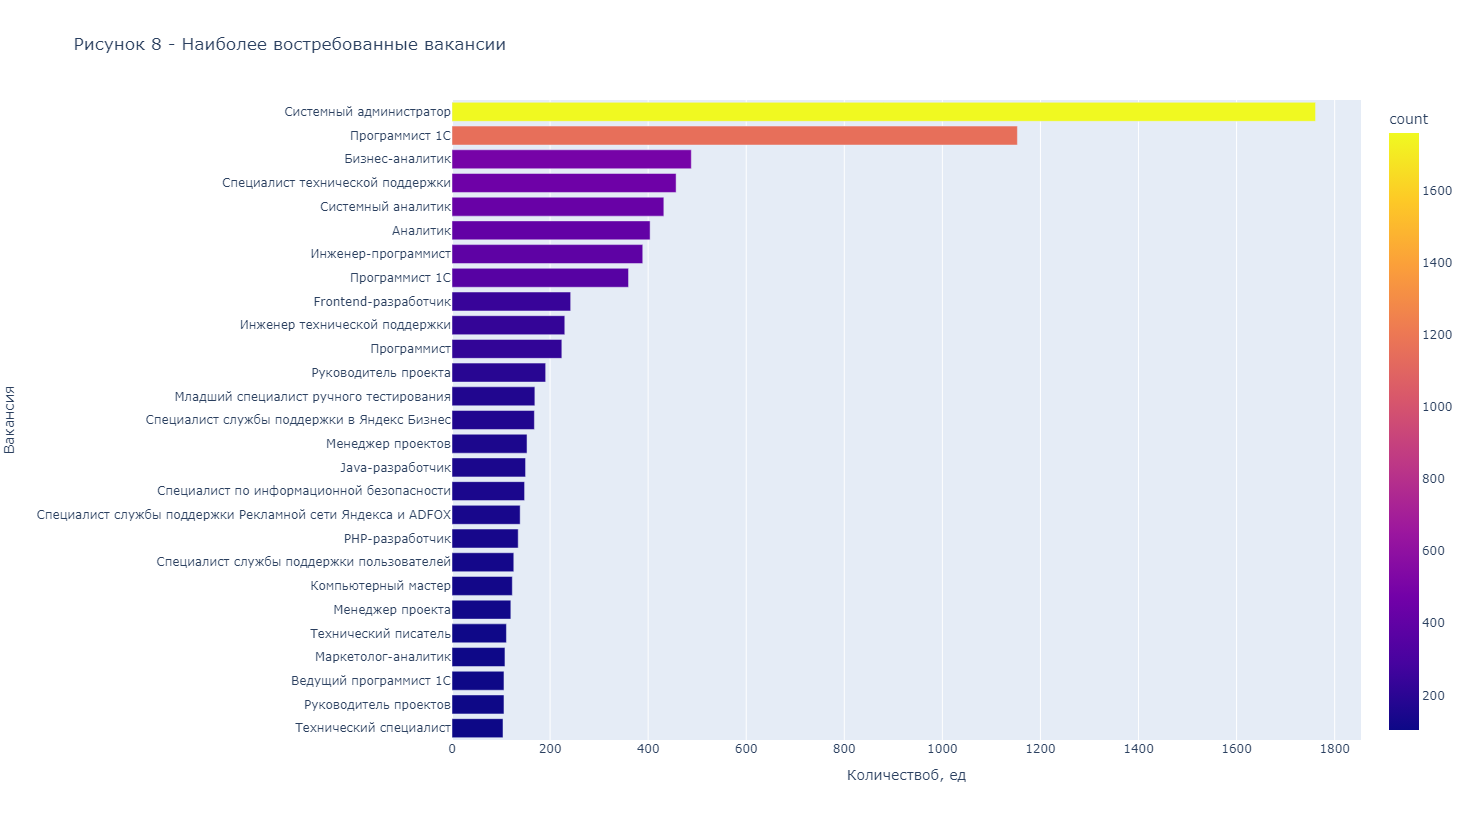 Рисунок 8 - Наиболее востребованные вакансии
Системный администратор
Программист 1С
Бизнес-аналитик
Специалист технической поддержки
Системный аналитик
Аналитик
Инженер-программист
Программист 1C
Frontend-разработчик
Инженер технической поддержки
Программист
Руководитель проекта
Младший специалист ручного тестирования
Специалист службы поддержки в Яндекс Бизнес
Менеджер проектов
Java-разработчик
Специалист по информационной безопасности
Специалист службы поддержки Рекламной сети Яндекса и ADFOX
PHP-разработчик
Специалист службы поддержки пользователей
Компьютерный мастер
Менеджер проекта
Технический писатель
Маркетолог-аналитик
Ведущий программист 1С
Руководитель проектов
Технический специалист
Вакансия
0 200 400 600 800 1000 1200 1400 1600 1800
Количествоб, ед
count
1600
1400
1200
1000
800
600
400
200